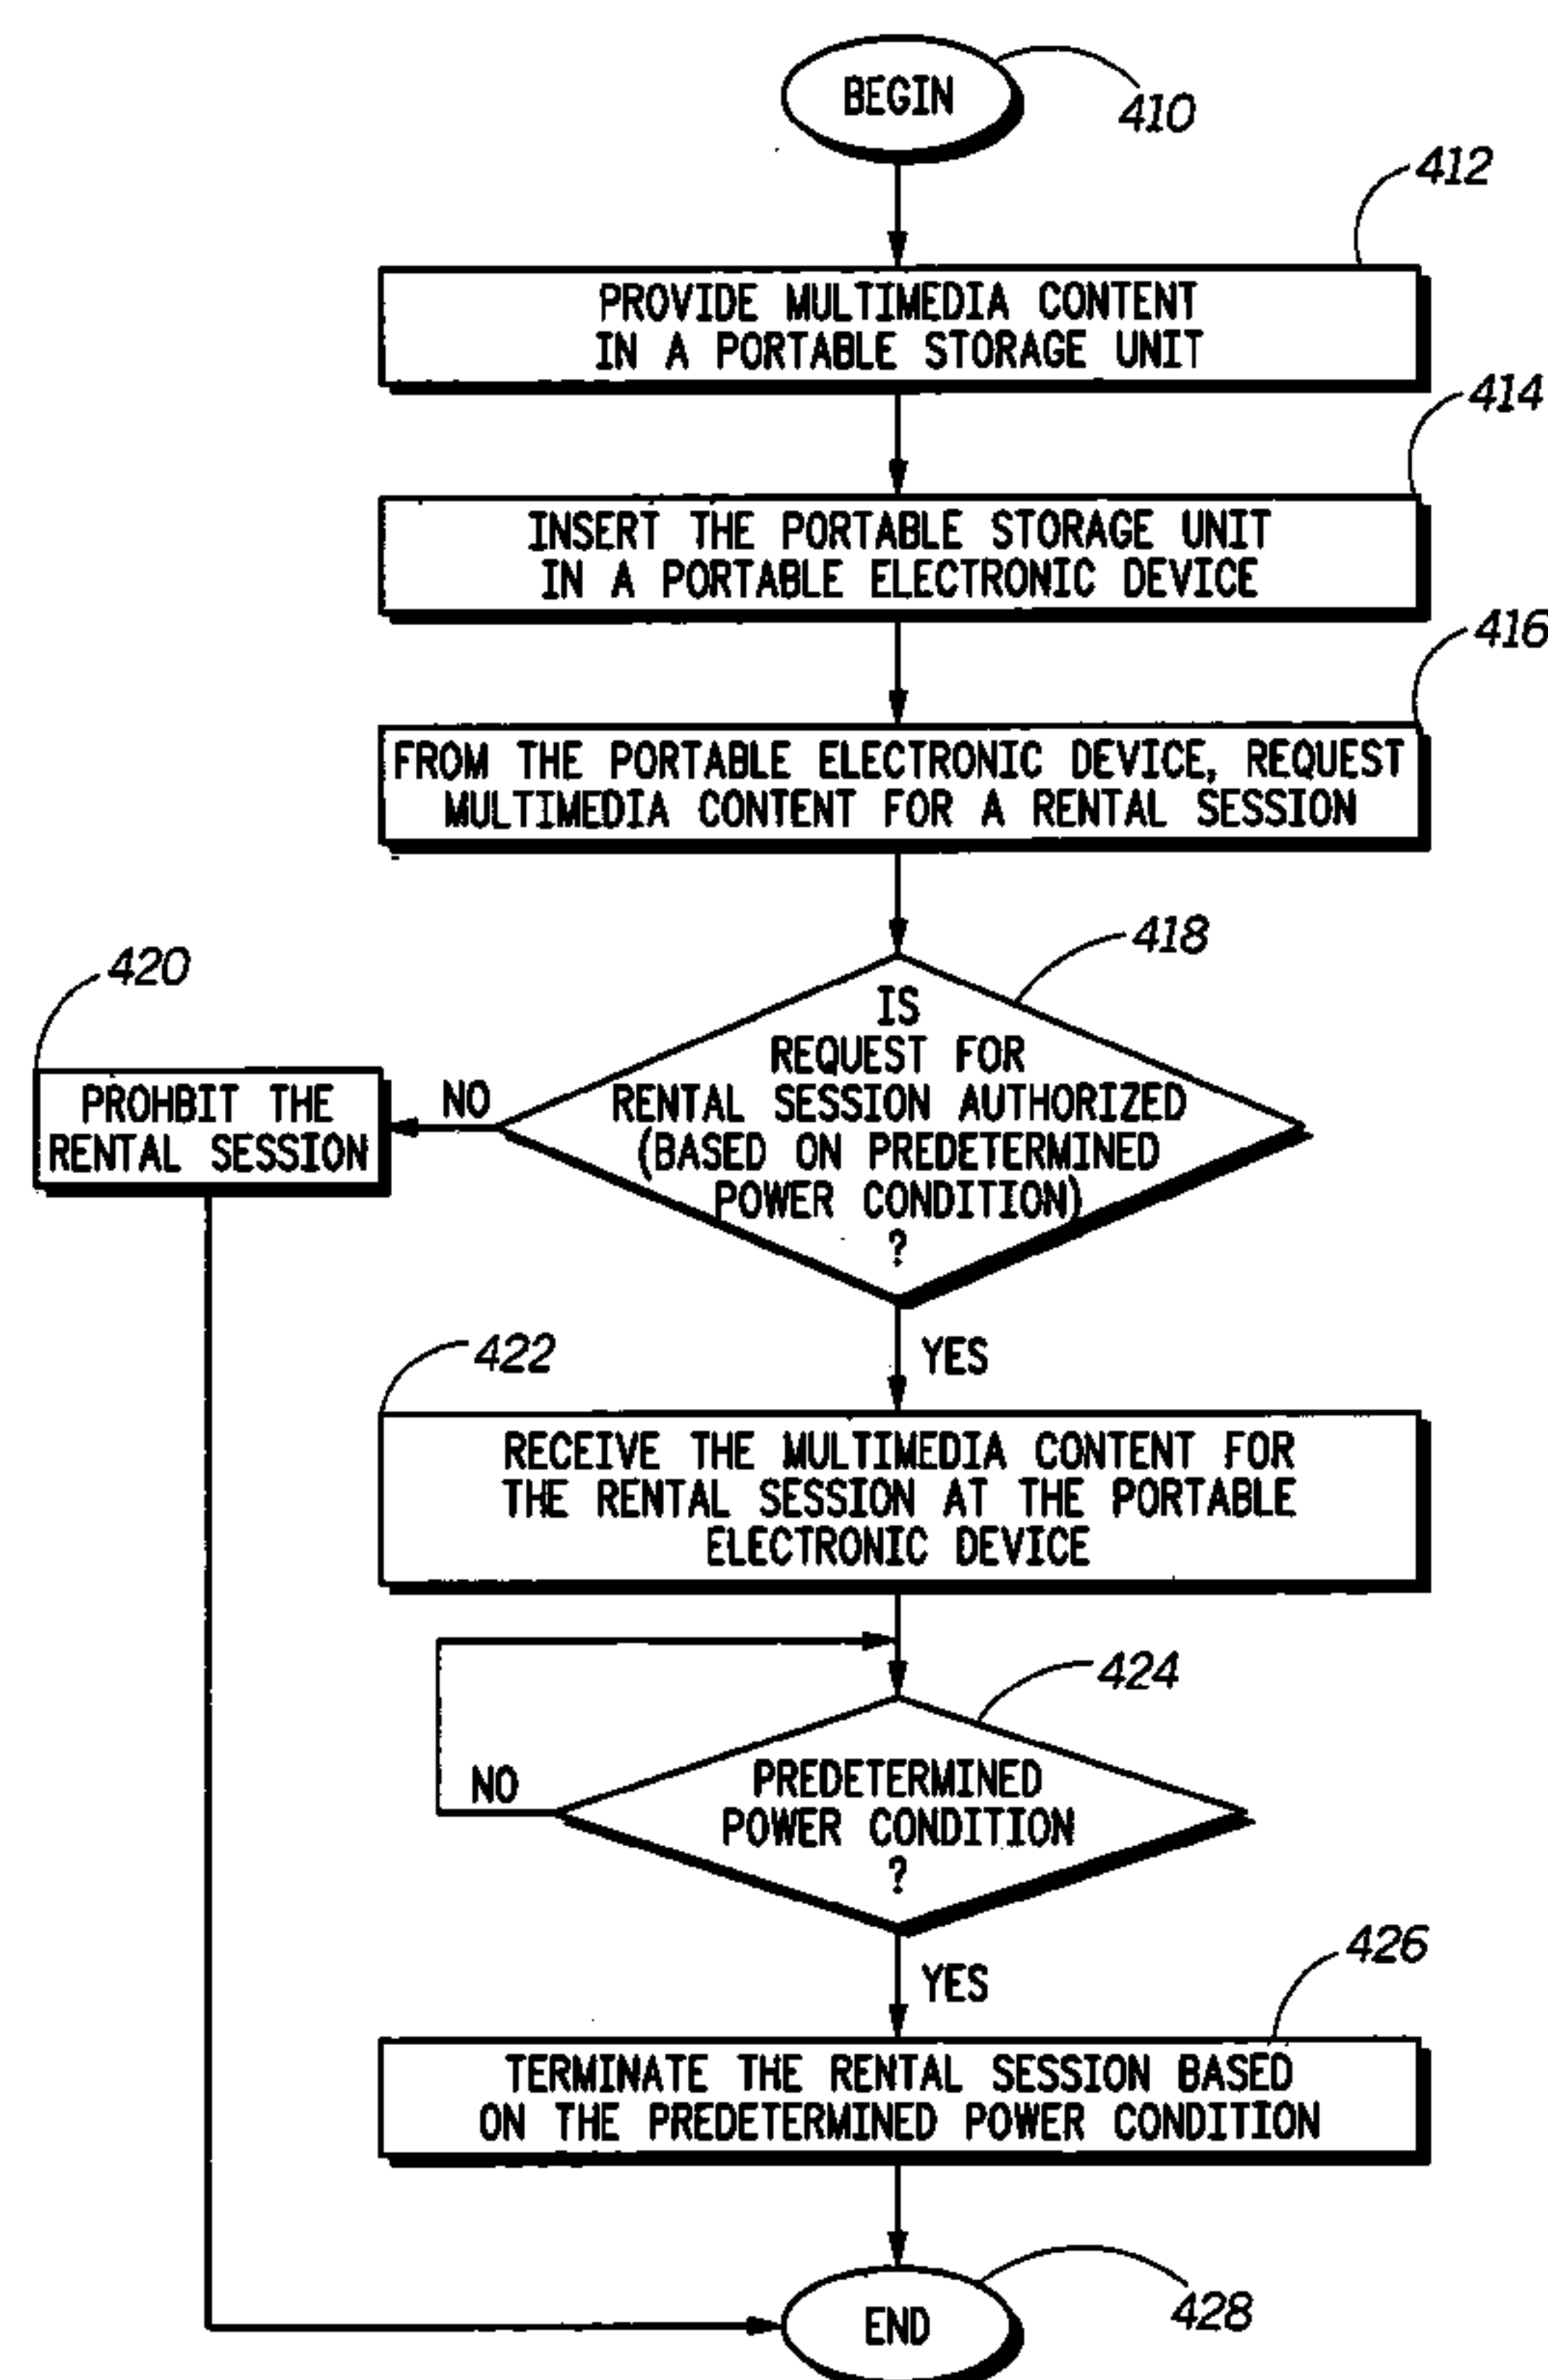 BEGIN
410
412
PROVIDE MULTIMEDIA CONTENT
IN A PORTABLE STORAGE UNIT
414
INSERT THE PORTABLE STORAGE UNIT
IN A PORTABLE ELECTRONIC DEVICE
416
FROM THE PORTABLE ELECTRONIC DEVICE, REQUEST
MULTIMEDIA CONTENT FOR A RENTAL SESSION
418
IS
REQUEST FOR
RENTAL SESSION AUTHORIZED
(BASED ON PREDETERMINED
POWER CONDITION)
?
420
NO
PROHBIT THE
RENTAL SESSION
YES
422
RECEIVE THE MULTIMEDIA CONTENT FOR
THE RENTAL SESSION AT THE PORTABLE
ELECTRONIC DEVICE
424
NO
PREDETERMINED
POWER CONDITION
?
YES
426
TERMINATE THE RENTAL SESSION BASED
ON THE PREDETERMINED POWER CONDITION
END
428